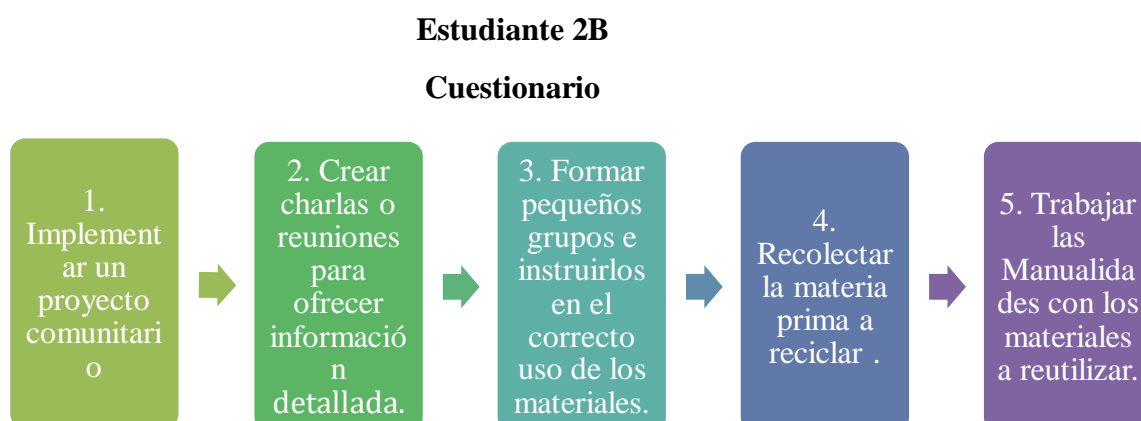 Estudiante 2B
Cuestionario
1.
Implement
ar un
proyecto
comunitari
o
2. Crear
charlas o
reuniones
para
ofrecer
informació
n
detallada.
3. Formar
pequeños
grupos e
instruirlos
en el
correcto
uso de los
materiales.
4.
Recolectar
la materia
prima a
reciclar .
5. Trabajar
las
Manualida
des con los
materiales
a reutilizar.